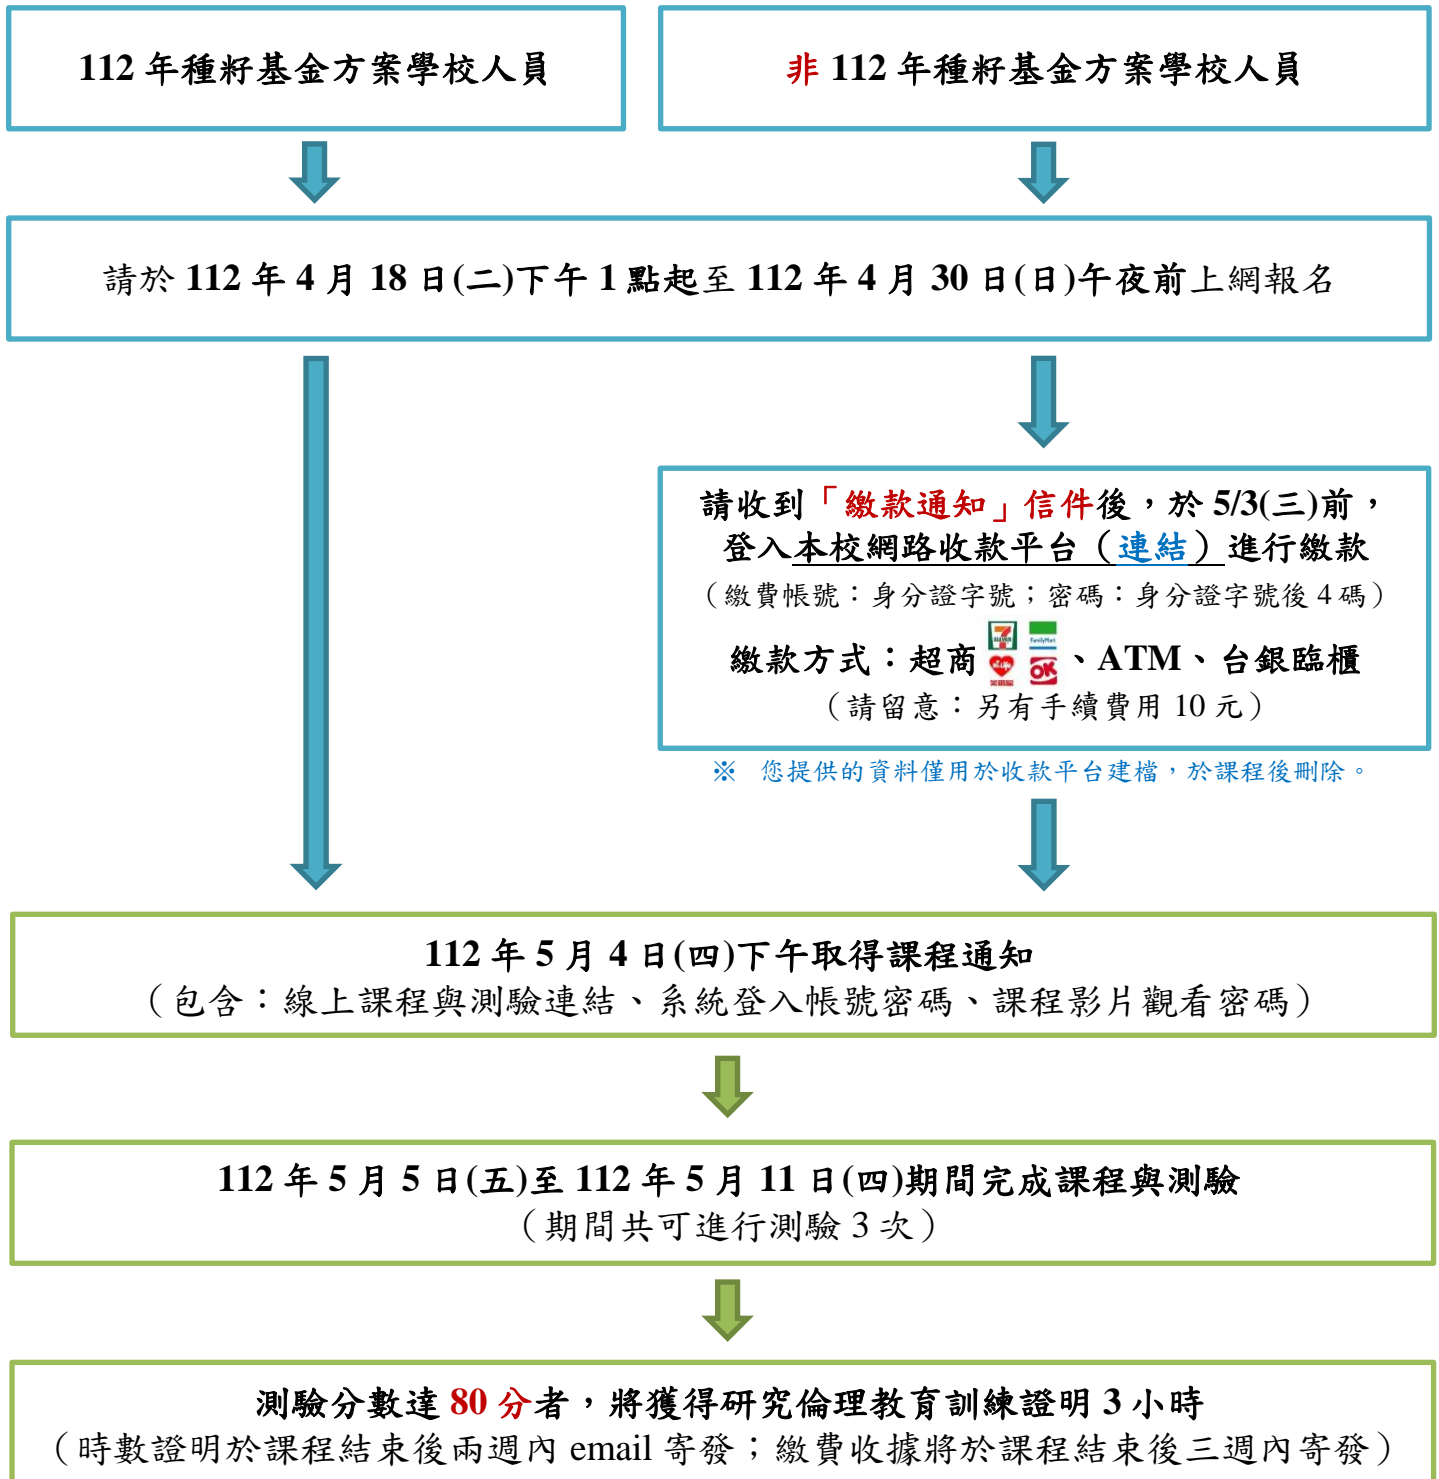 112 年種籽基金方案學校人員
非 112 年種籽基金方案學校人員
請於 112 年 4 月 18 日(二)下午 1 點起至 112 年 4 月 30 日(日)午夜前上網報名
請收到「繳款通知」信件後，於 5/3(三)前，
登入本校網路收款平台（連結）進行繳款
（繳費帳號：身分證字號；密碼：身分證字號後 4 碼）
繳款方式：超商、ATM、台銀臨櫃
7 ELEVEN FamilyMart
萊爾富 OK
（請留意：另有手續費用 10 元）
※ 您提供的資料僅用於收款平台建檔，於課程後刪除。
112 年 5 月 4 日(四)下午取得課程通知
（包含：線上課程與測驗連結、系統登入帳號密碼、課程影片觀看密碼）
112 年 5 月 5 日(五)至 112 年 5 月 11 日(四)期間完成課程與測驗
（期間共可進行測驗 3 次）
測驗分數達 80 分者，將獲得研究倫理教育訓練證明 3 小時
（時數證明於課程結束後兩週內 email 寄發；繳費收據將於課程結束後三週內寄發）